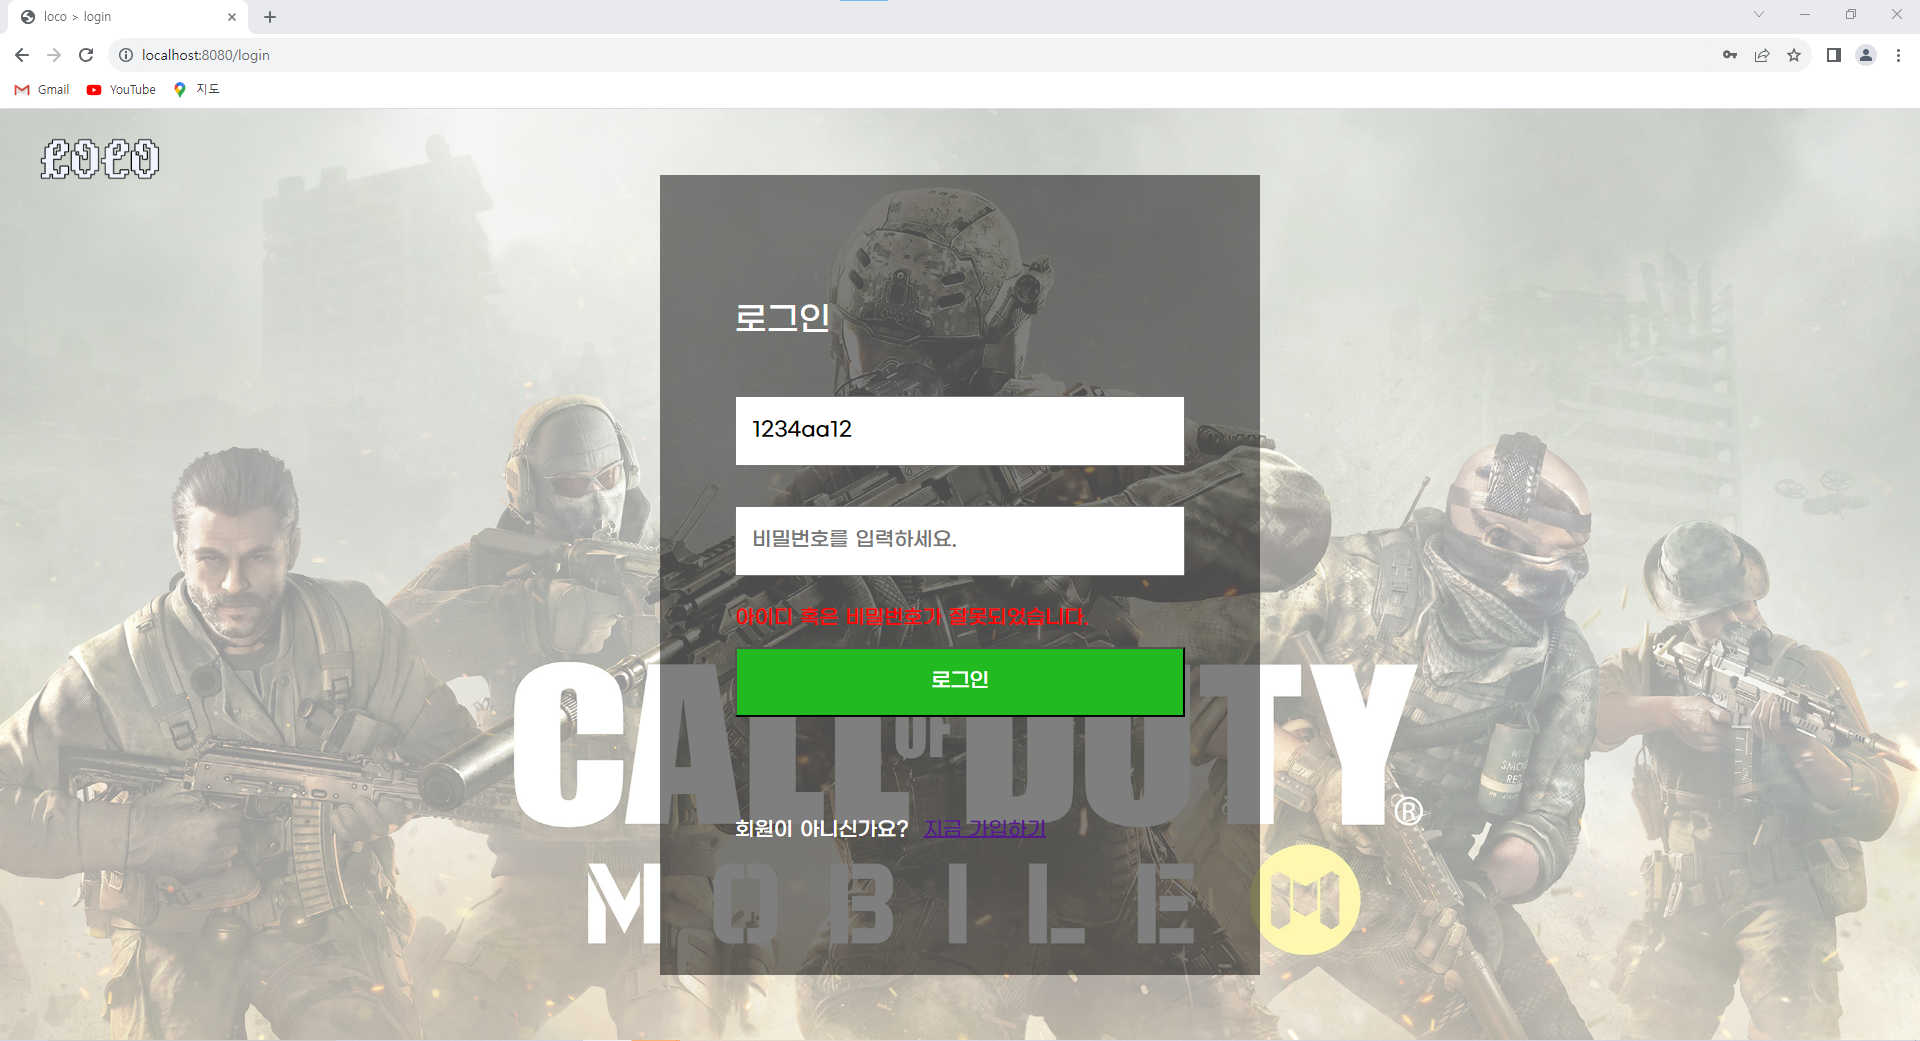 loco > login
localhost:8080/login
Gmail
YouTube
지도
LOCO
로그인
1234aa12
비밀번호를 입력하세요.
아이디 혹은 비밀번호가 잘못되었습니다.
로그인
CALL OF DUTY®
회원이 아니신가요? 지금 가입하기
MOBILE